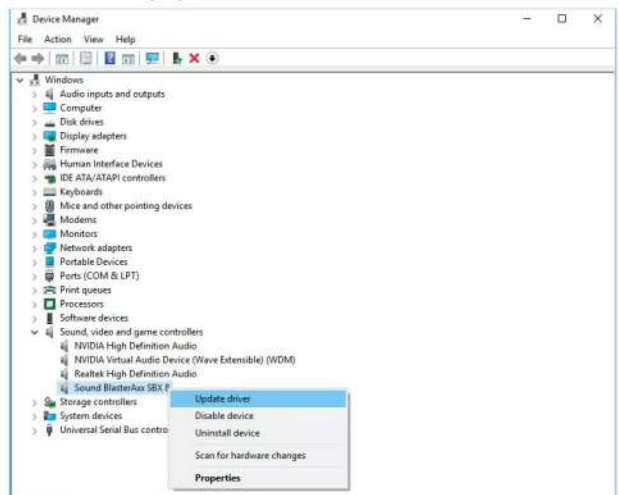 Device Manager
File Action View Help
Windows
Audio inputs and outputs
Computer
Disk drives
Display adapters
Firmware
Human Interface Devices
IDE ATA/ATAPI controllers
Keyboards
Mice and other pointing devices
Modems
Monitors
Network adapters
Portable Devices
Ports (COM & LPT)
Print queues
Processors
Software devices
Sound, video and game controllers
NVIDIA High Definition Audio
NVIDIA Virtual Audio Device (Wave Extensible) (WDM)
Realtek High Definition Audio
Sound BlasterAxx SBX
Storage controllers
System devices
Universal Serial Bus contro
Update driver
Disable device
Uninstall device
Scan for hardware changes
Properties